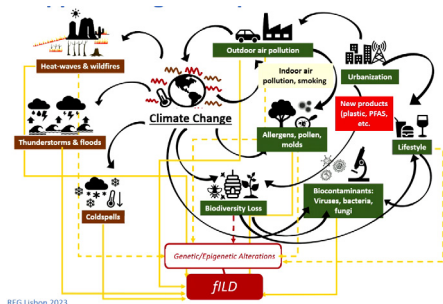 Outdoor air pollution
Heat-waves & wildfires
Indoor air
pollution, smoking
Urbanization
Climate Change
New products
(plastic, PFAS,
etc.
Thunderstorms & floods
Allergens, pollen,
molds
Lifestyle
Coldspells
Biodiversity Loss
Biocontaminants:
Viruses, bacteria,
fungi
Genetic/Epigenetic Alterations
fILD
REG Lisbon 2023